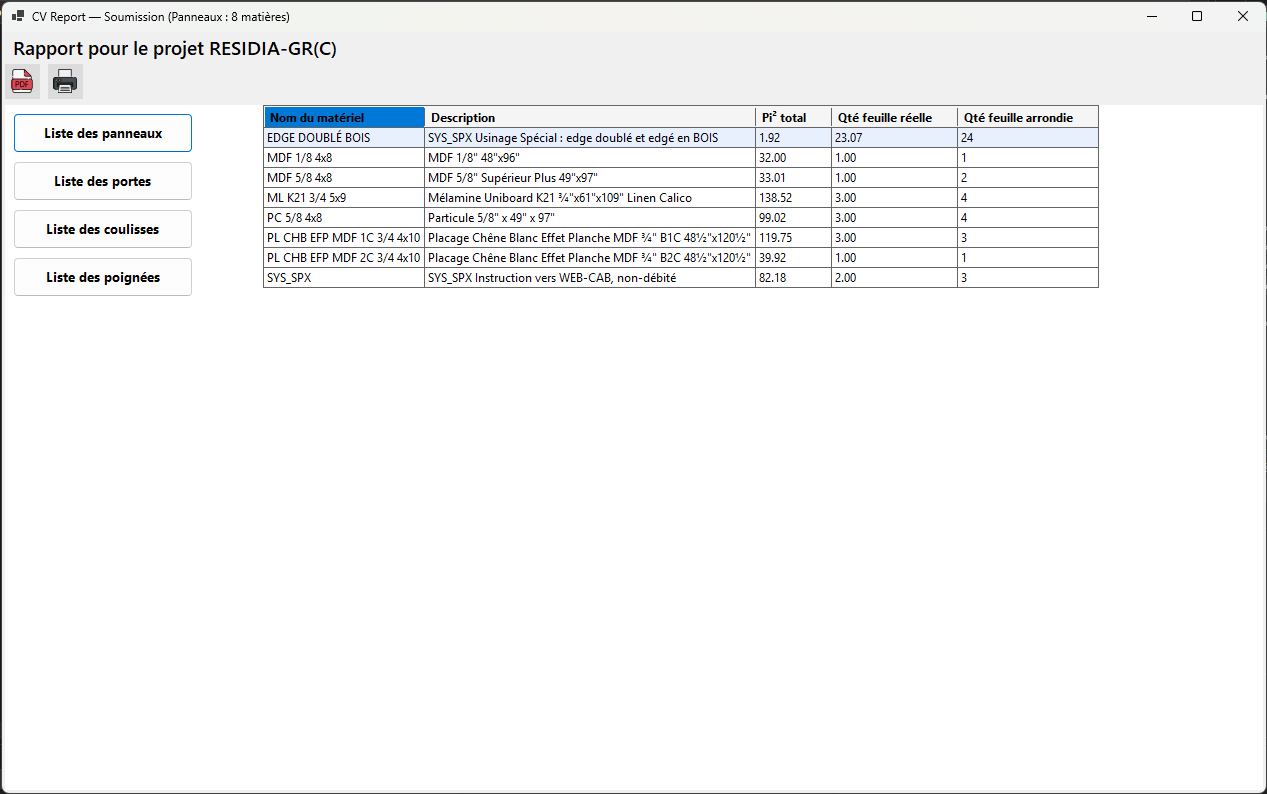 CV Report — Soumission (Panneaux : 8 matières)
Rapport pour le projet RESIDIA-GR(C)
PDF
Liste des panneaux
Liste des portes
Liste des coulisses
Liste des poignées
Nom du matériel Description Pi² total Qté feuille réelle Qté feuille arrondie
EDGE DOUBLÉ BOIS SYS_SPX Usinage Spécial : edge doublé et edgé en BOIS 1.92 23.07 24
MDF 1/8 4x8 MDF 1/8" 48"x96" 32.00 1.00 1
MDF 5/8 4x8 MDF 5/8" Supérieur Plus 49"x97" 33.01 1.00 2
ML K21 3/4 5x9 Mélamine Uniboard K21 ¾"x61"x109" Linen Calico 138.52 3.00 4
PC 5/8 4x8 Particule 5/8" x 49" x 97" 99.02 3.00 4
PL CHB EFP MDF 1C 3/4 4x10 Placage Chêne Blanc Effet Planche MDF ¾" B1C 48½"x120½" 119.75 3.00 3
PL CHB EFP MDF 2C 3/4 4x10 Placage Chêne Blanc Effet Planche MDF ¾" B2C 48½"x120½" 39.92 1.00 1
SYS_SPX SYS_SPX Instruction vers WEB-CAB, non-débité 82.18 2.00 3